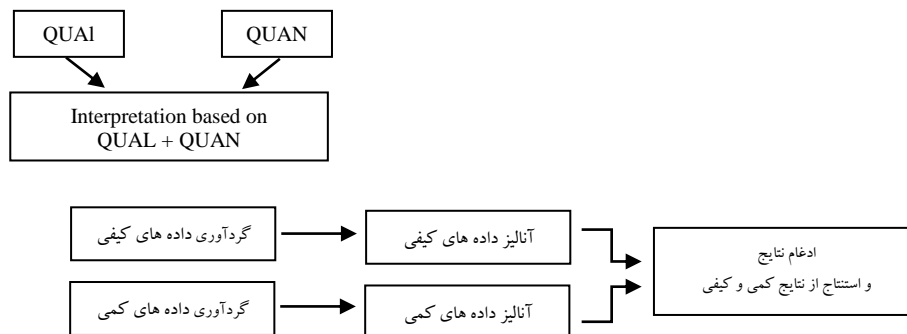 QUAl
QUAN
Interpretation based on
QUAL + QUAN
گردآوری داده های کیفی
آنالیز داده های کیفی
ادغام نتایج
و استنتاج از نتایج کمی و کیفی
گردآوری داده های کمی
آنالیز داده های کمی